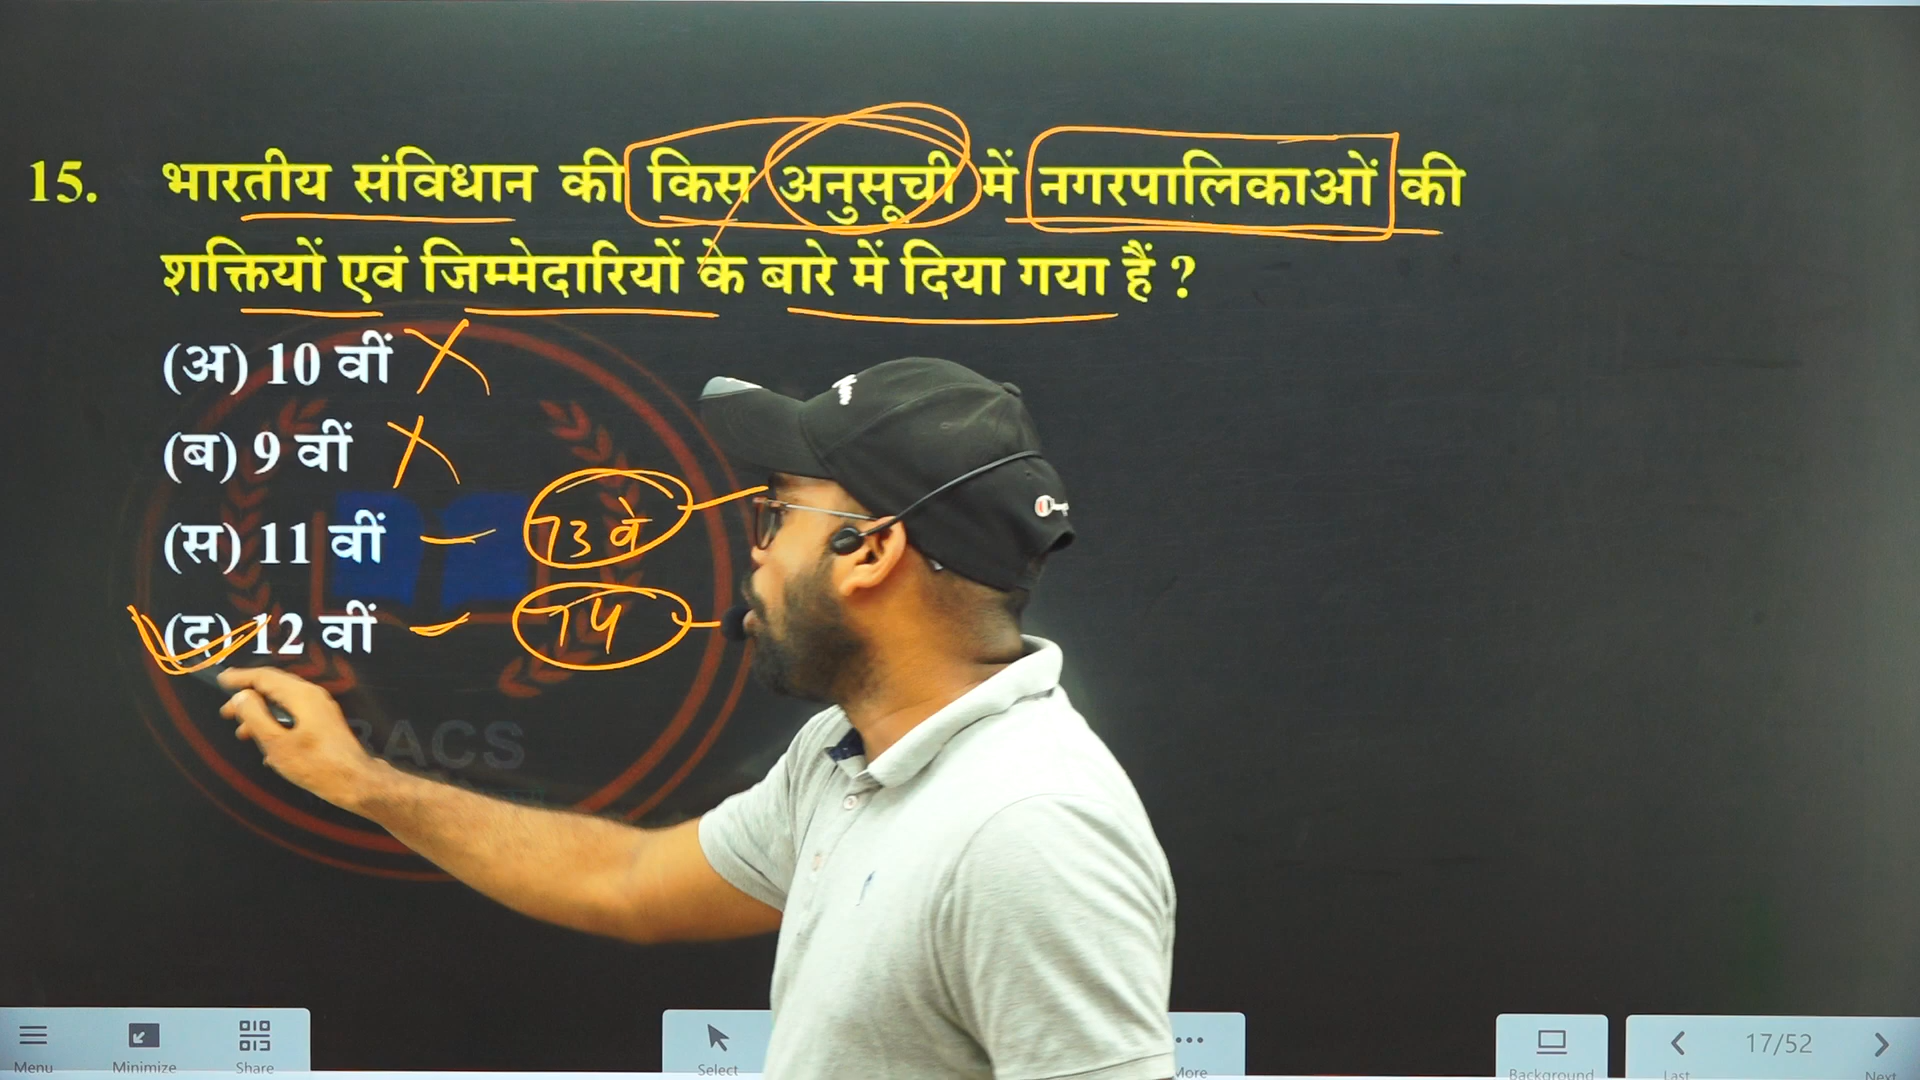 15. भारतीय संविधान की किस अनुसूची में नगरपालिकाओं की
शक्तियों एवं जिम्मेदारियों के बारे में दिया गया हैं ?
(अ) 10 वीं
(ब) 9 वीं
(स) 11 वीं – 73 वे
(द) 12 वीं – 74
BACS
Menu Minimize Share Select More Background Last 17/52 Next